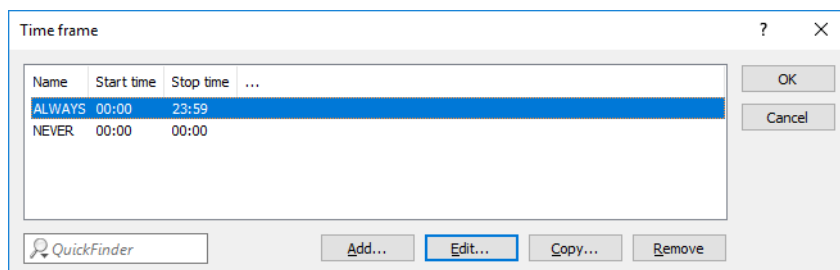 Time frame ?
Name Start time Stop time ... OK
ALWAYS 00:00 23:59
NEVER 00:00 00:00 Cancel
QuickFinder Add... Edit... Copy... Remove